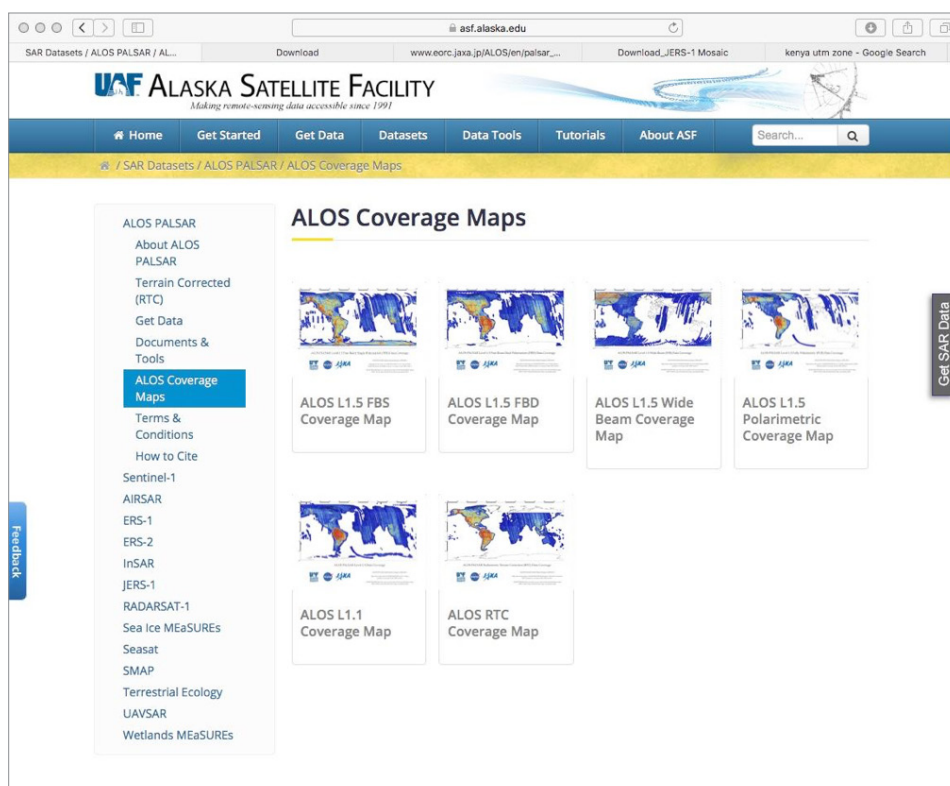 asf.alaska.edu
SAR Datasets / ALOS PALSAR / AL...
Download
www.eorc.jaxa.jp/ALOS/en/palsar_...
Download_JERS-1 Mosaic
kenya utm zone - Google Search
UAF ALASKA SATELLITE FACILITY
Making remote-sensing data accessible since 1991
Home Get Started Get Data Datasets Data Tools Tutorials About ASF Search...
/ SAR Datasets / ALOS PALSAR / ALOS Coverage Maps
ALOS PALSAR
About ALOS
PALSAR
Terrain Corrected
(RTC)
Get Data
Documents &
Tools
ALOS Coverage
Maps
Terms &
Conditions
How to Cite
Sentinel-1
AIRSAR
ERS-1
ERS-2
InSAR
JERS-1
RADARSAT-1
Sea Ice MEaSUREs
Seasat
SMAP
Terrestrial Ecology
UAVSAR
Wetlands MEaSUREs
ALOS Coverage Maps
ALOS L1.5 FBS
Coverage Map
ALOS L1.5 FBD
Coverage Map
ALOS L1.5 Wide
Beam Coverage
Map
ALOS L1.5
Polarimetric
Coverage Map
ALOS L1.1
Coverage Map
ALOS RTC
Coverage Map
Get SAR Data
Feedback